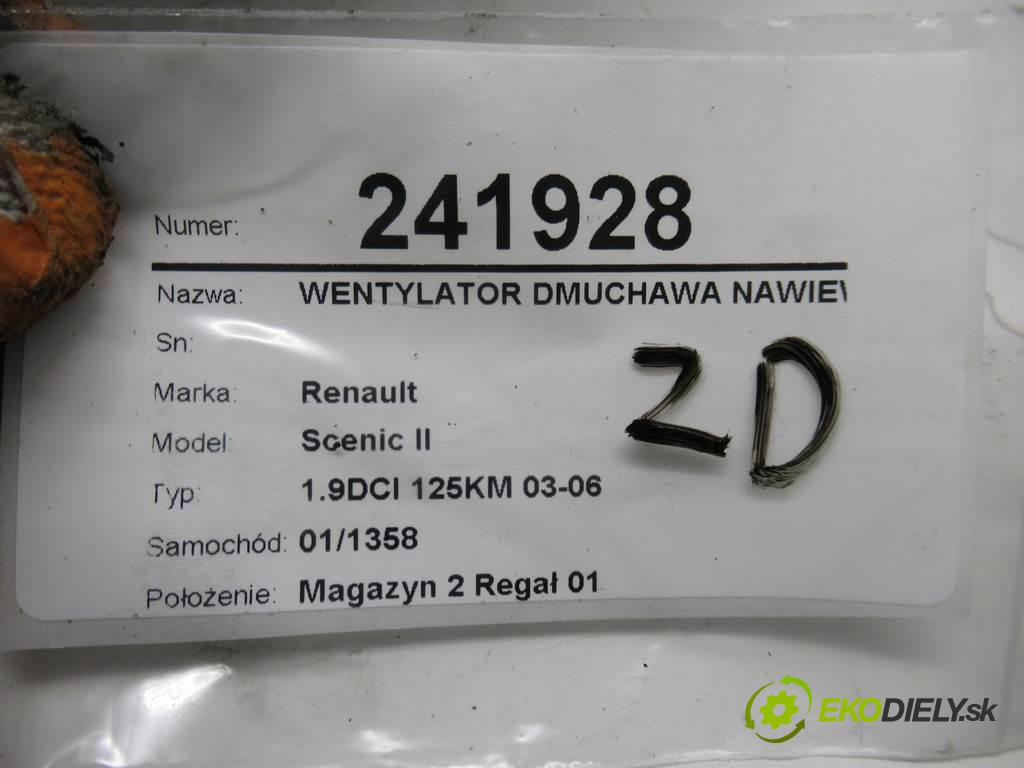 Numer: 241928
Nazwa: WENTYLATOR DMUCHAWA NAWIEW
Sn:
Marka: Renault
Model: Scenic II
Typ: 1.9DCI 125KM 03-06
Samochód: 01/1358
Położenie: Magazyn 2 Regał 01
ZD
EKODIELY.sk